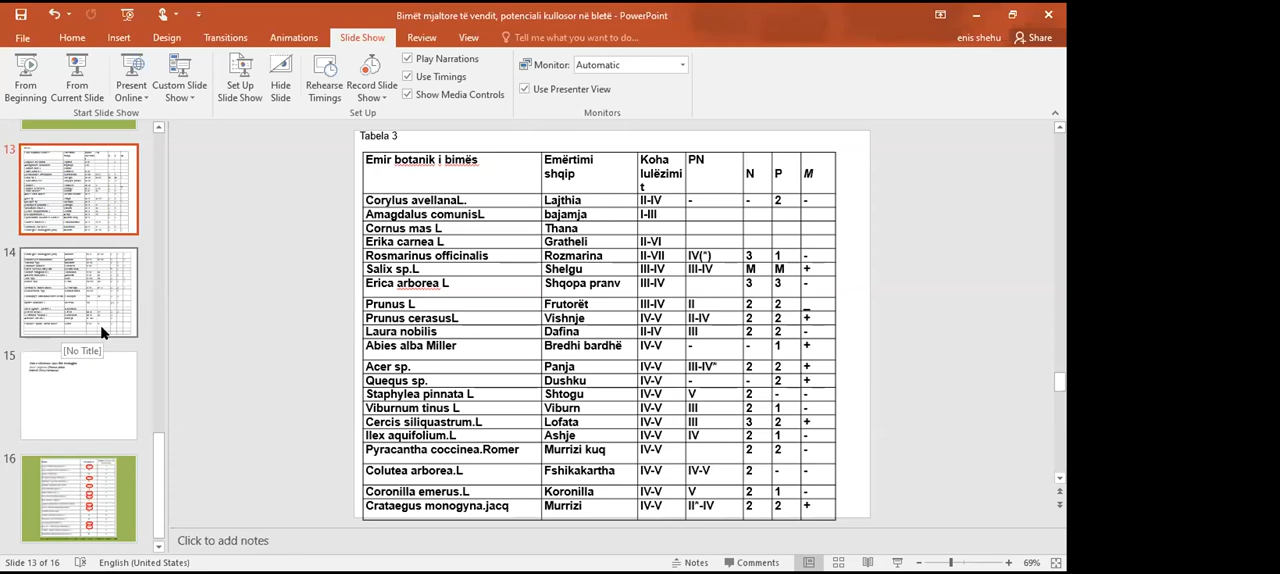 Bimët mjaltore të vendit, potenciali kullosor në bletë - PowerPoint
File Home Insert Design Transitions Animations Slide Show Review View Tell me what you want to do... enis shehu Share
From Beginning
From Current Slide
Present Online
Custom Slide Show
Start Slide Show
Set Up Slide Show
Hide Slide
Rehearse Timings
Record Slide Show
Play Narrations
Use Timings
Show Media Controls
Set Up
Monitor: Automatic
Use Presenter View
Monitors
13
14
[No Title]
15
16
Tabela 3
Emir botanik i bimës Emërtimi shqip Koha lulëzimi t PN N P M
Corylus avellanaL. Lajthia II-IV - - 2 -
Amagdalus comunisL bajamja I-III
Cornus mas L Thana
Erika carnea L Gratheli II-VI
Rosmarinus officinalis Rozmarina II-VII IV(*) 3 1 -
Salix sp.L Shelgu III-IV III-IV M M +
Erica arborea L Shqopa pranv III-IV 3 3 -
Prunus L Frutorët III-IV II 2 2 _
Prunus cerasusL Vishnje IV-V II-IV 2 2 +
Laura nobilis Dafina II-IV III 2 2 -
Abies alba Miller Bredhi bardhë IV-V - - 1 +
Acer sp. Panja IV-V III-IV* 2 2 +
Quequs sp. Dushku IV-V - - 2 +
Staphylea pinnata L Shtogu IV-V V 2 - -
Viburnum tinus L Viburn IV-V III 2 1 -
Cercis siliquastrum.L Lofata IV-V III 3 2 +
Ilex aquifolium.L Ashje IV-V IV 2 1 -
Pyracantha coccinea.Romer Murrizi kuq IV-V 2 2 -
Colutea arborea.L Fshikakartha IV-V IV-V 2 - -
Coronilla emerus.L Koronilla IV-V V 2 1 -
Crataegus monogyna.jacq Murrizi IV-V II*-IV 2 2 +
Click to add notes
Slide 13 of 16 English (United States) Notes Comments 69%